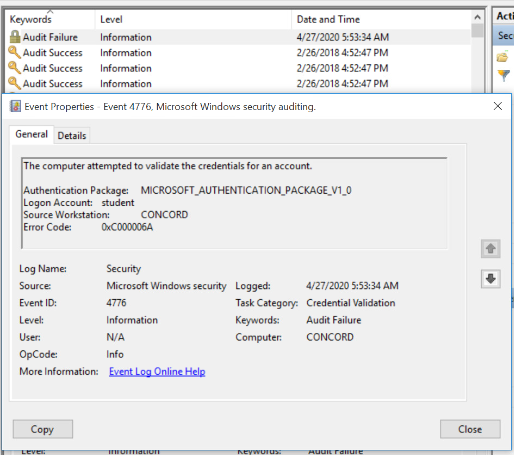 Keywords Level Date and Time
Audit Failure Information 4/27/2020 5:53:34 AM
Audit Success Information 2/26/2018 4:52:47 PM
Audit Success Information 2/26/2018 4:52:47 PM
Audit Success Information 2/26/2018 4:52:47 PM
Acti
Sec
Event Properties - Event 4776, Microsoft Windows security auditing.
General Details
The computer attempted to validate the credentials for an account.
Authentication Package: MICROSOFT_AUTHENTICATION_PACKAGE_V1_0
Logon Account: student
Source Workstation: CONCORD
Error Code: 0xC000006A
Log Name: Security
Source: Microsoft Windows security Logged: 4/27/2020 5:53:34 AM
Event ID: 4776 Task Category: Credential Validation
Level: Information Keywords: Audit Failure
User: N/A Computer: CONCORD
OpCode: Info
More Information: Event Log Online Help
Copy Close
Level: Information Keywords: Audit Failure